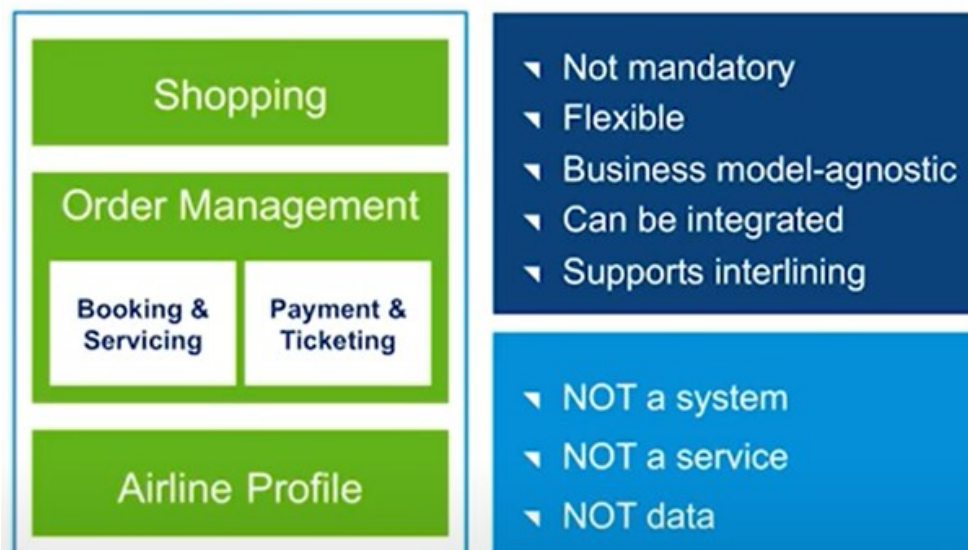 Shopping
Order Management
Booking &
Servicing
Payment &
Ticketing
Airline Profile
Not mandatory
Flexible
Business model-agnostic
Can be integrated
Supports interlining
NOT a system
NOT a service
NOT data